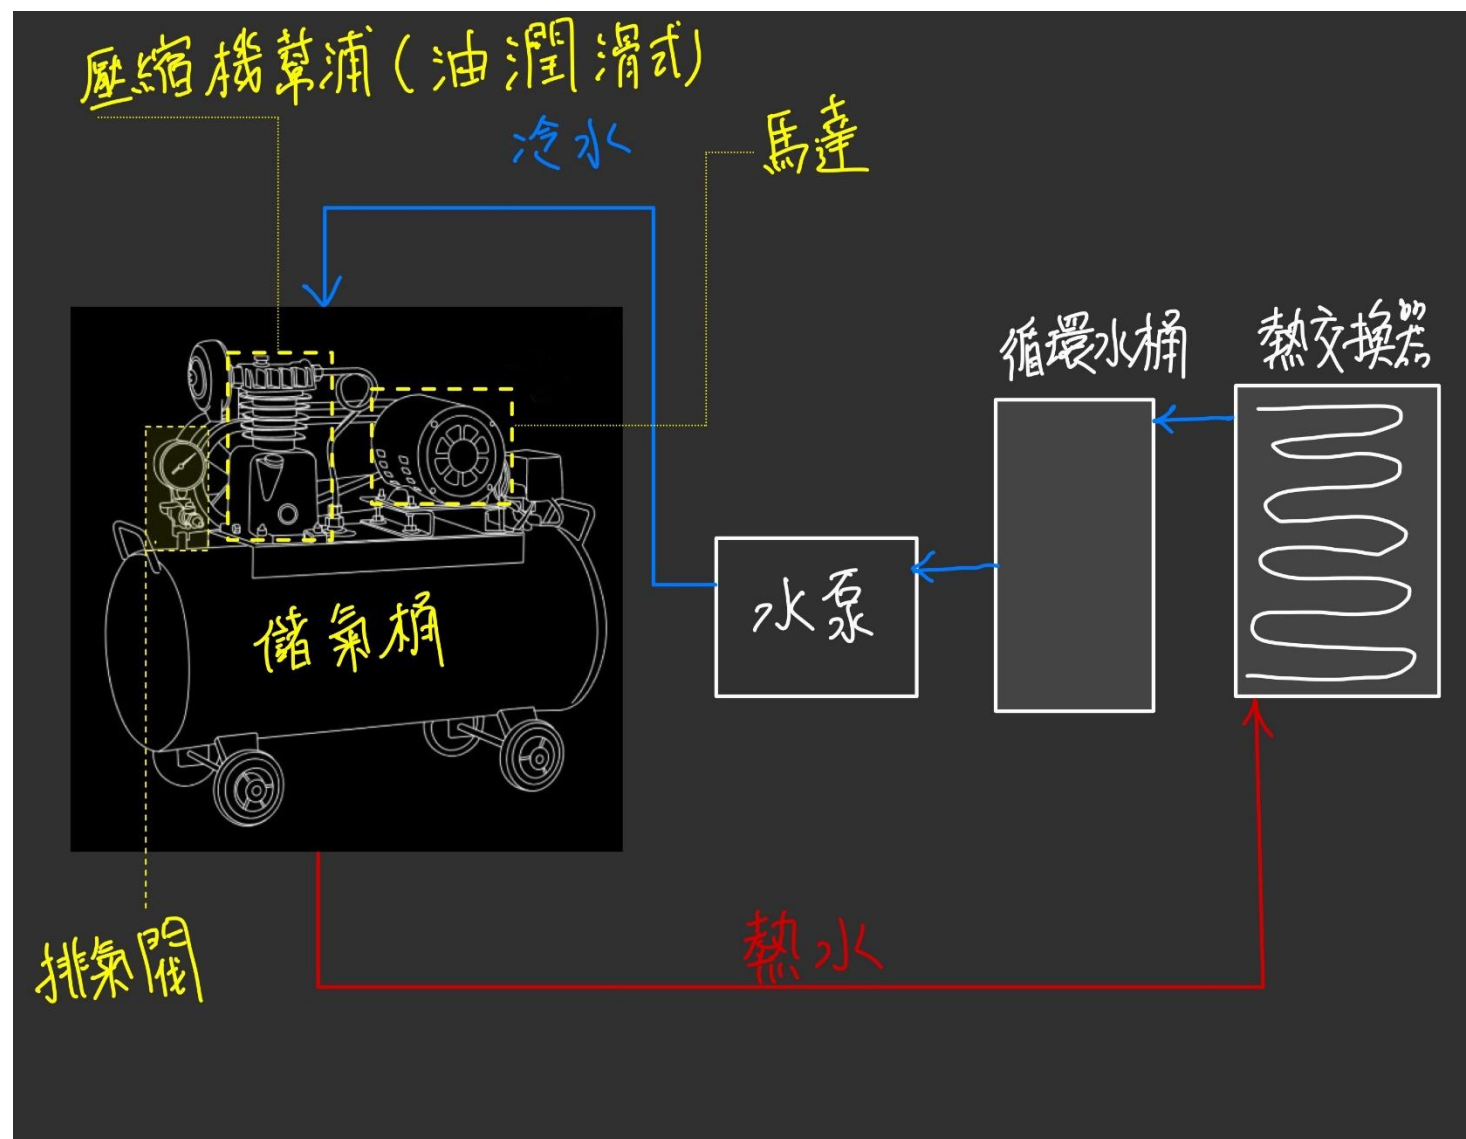 壓縮機幫浦(油潤滑式)
冷水
馬達
循環水桶
熱交換器
水泵
儲氣桶
排氣閥
熱水